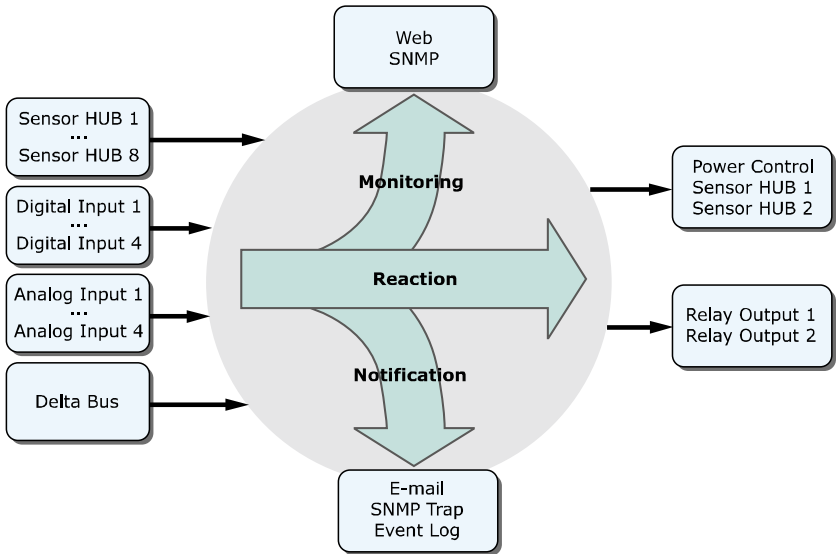 Web
SNMP
Sensor HUB 1
...
Sensor HUB 8
Digital Input 1
...
Digital Input 4
Analog Input 1
...
Analog Input 4
Delta Bus
Monitoring
Reaction
Notification
Power Control
Sensor HUB 1
Sensor HUB 2
Relay Output 1
Relay Output 2
E-mail
SNMP Trap
Event Log